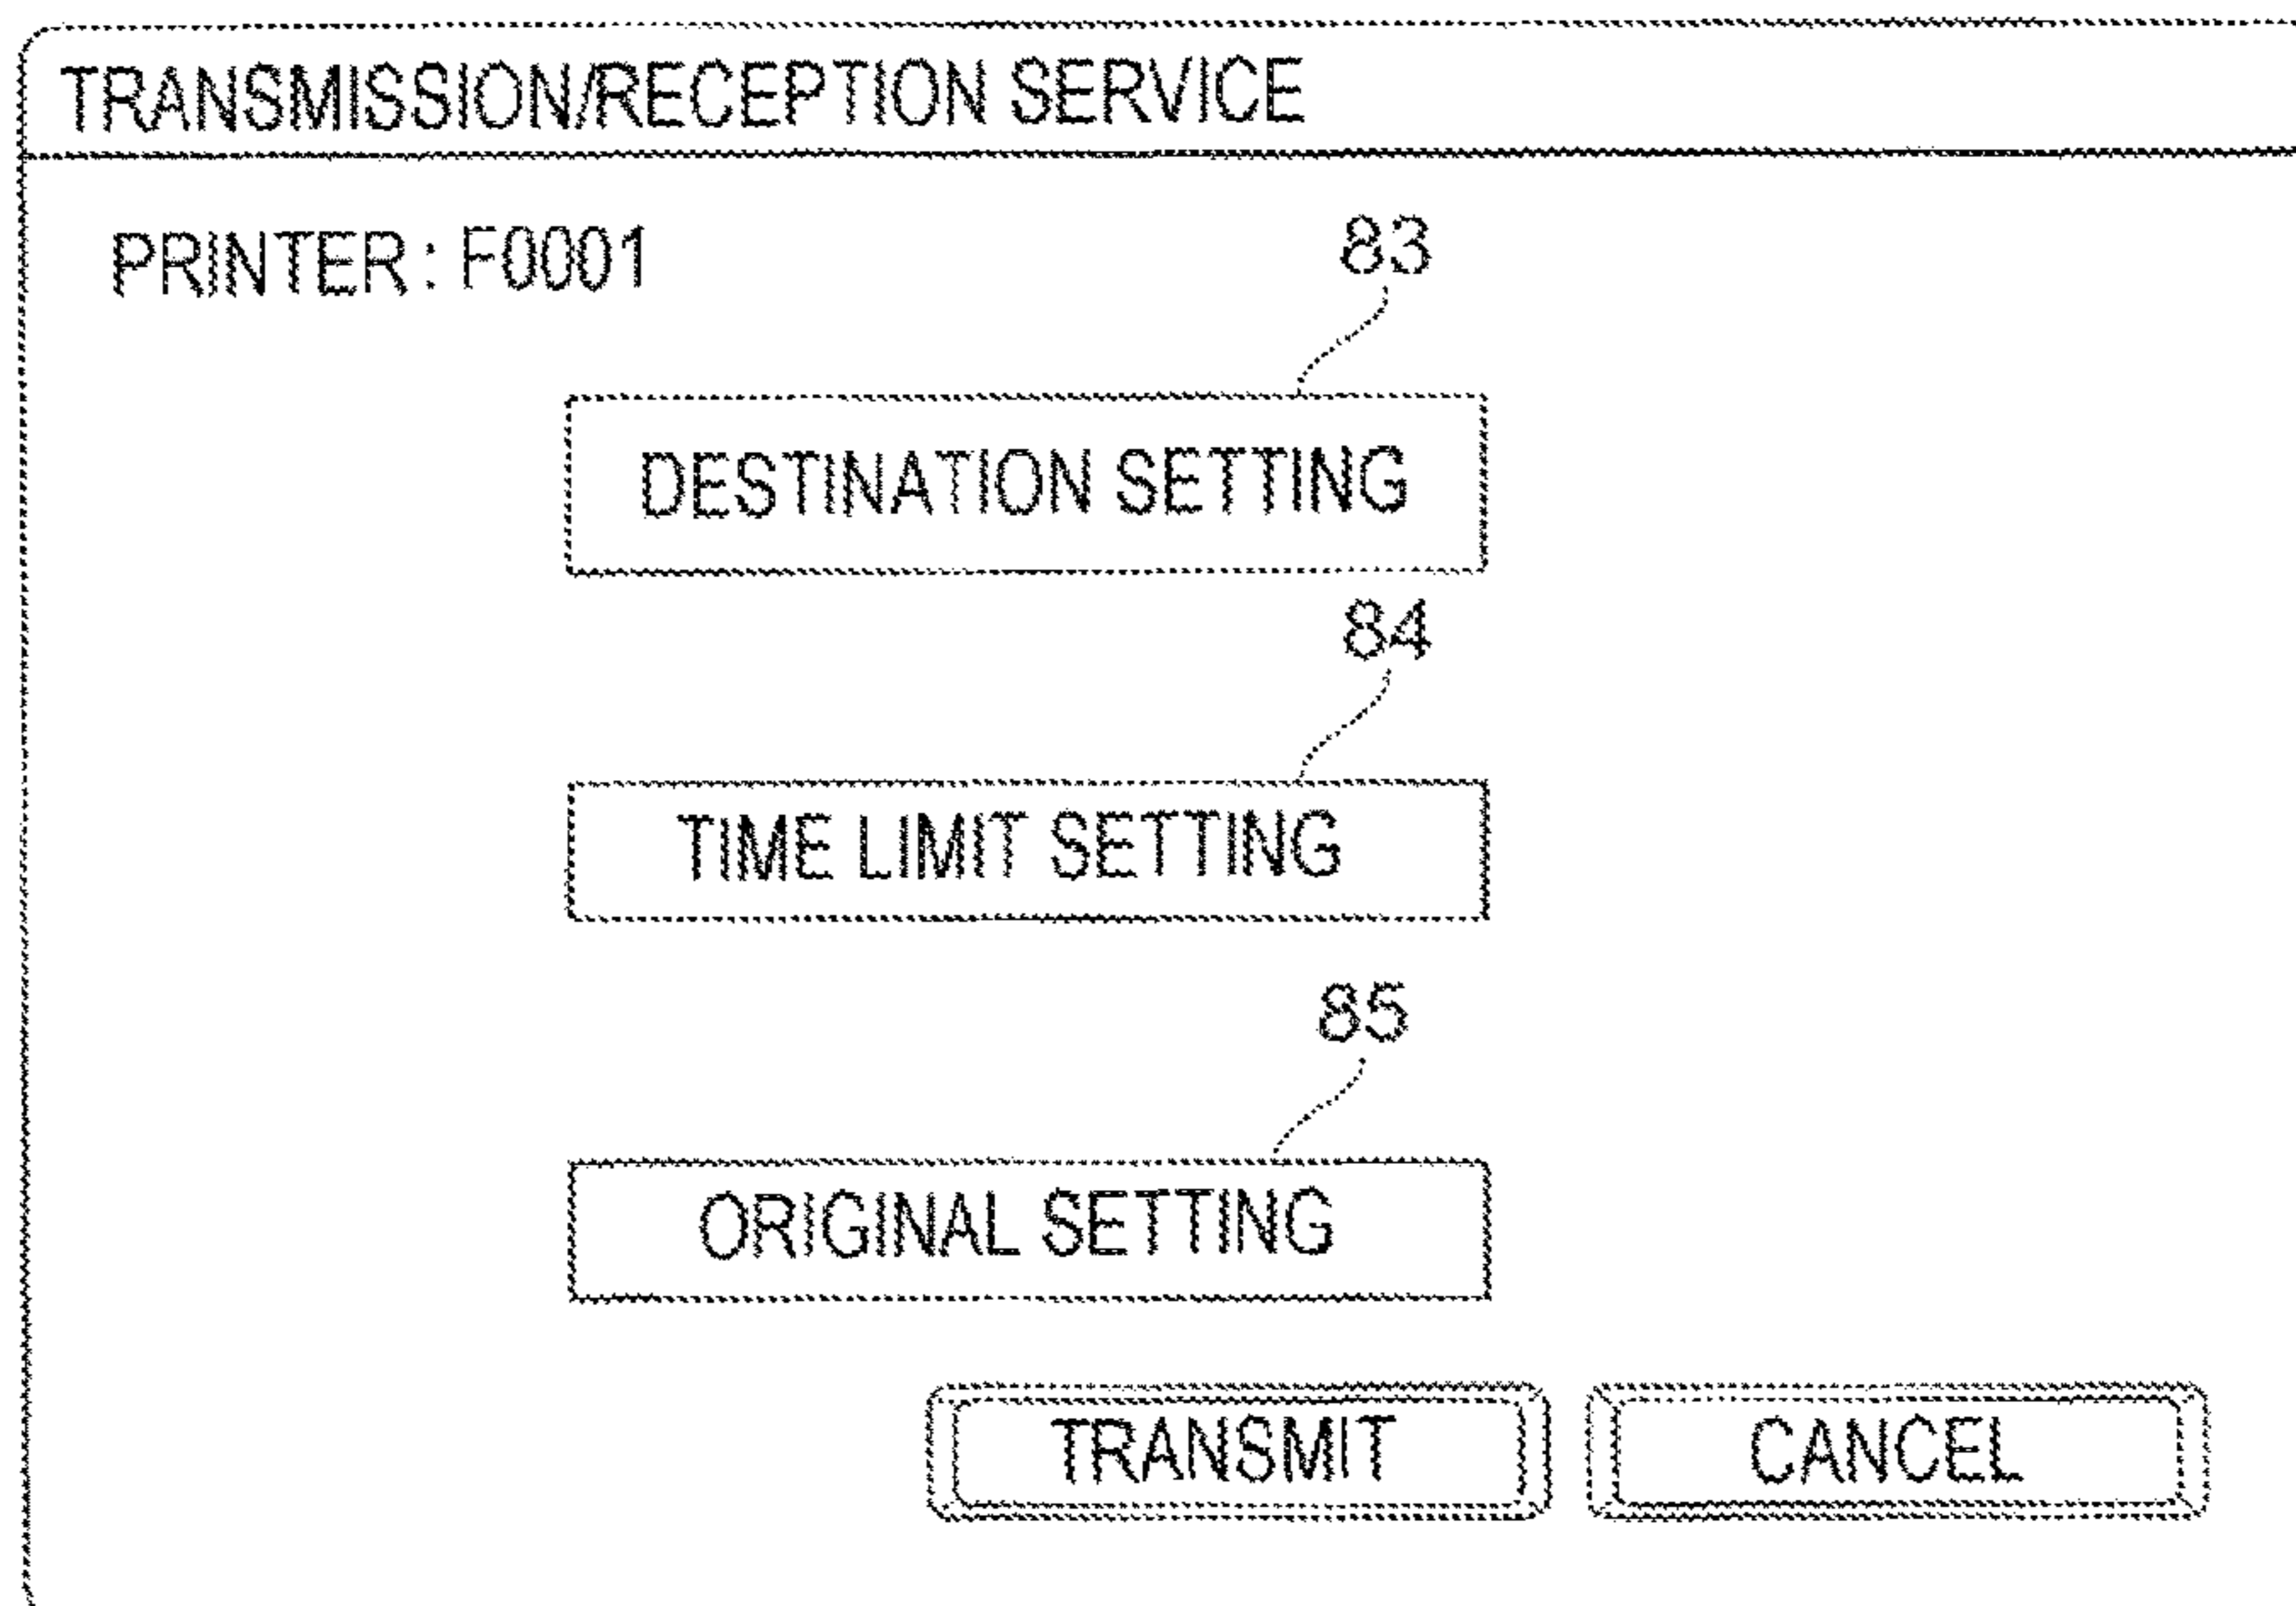 TRANSMISSION/RECEPTION SERVICE
PRINTER : F0001
83
DESTINATION SETTING
84
TIME LIMIT SETTING
85
ORIGINAL SETTING
TRANSMIT CANCEL